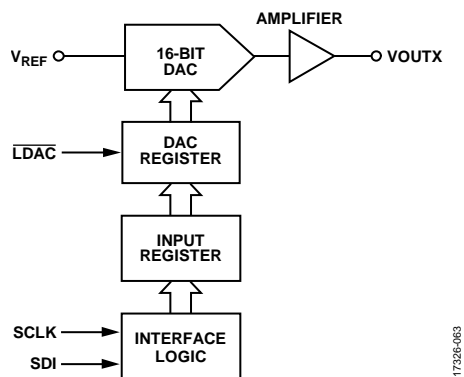 AMPLIFIER
VREF
16-BIT
DAC
VOUTX
LDAC
DAC
REGISTER
INPUT
REGISTER
SCLK
SDI
INTERFACE
LOGIC
17326-063